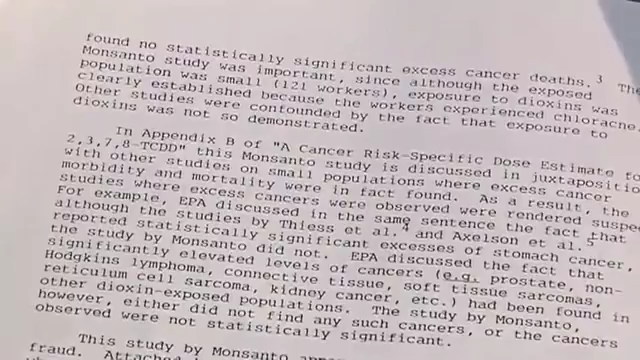 found no statistically significant excess cancer deaths.3 The
Monsanto study was important, since although the exposed
population was small (121 workers), exposure to dioxins was
clearly established because the workers experienced chloracne.
Other studies were confounded by the fact that exposure to
dioxins was not so demonstrated.
In Appendix B of "A Cancer Risk-Specific Dose Estimate fo
2,3,7,8-TCDD" this Monsanto study is discussed in juxtapositio
with other studies on small populations where excess cancer
morbidity and mortality were in fact found. As a result, the
studies where excess cancers were observed were rendered suspe
For example, EPA discussed in the same sentence the fact that
although the studies by Thiess et al.4 and Axelson et al.5
reported statistically significant excesses of stomach cancer,
the study by Monsanto did not. EPA discussed the fact that
significantly elevated levels of cancers (e.g. prostate, non-
Hodgkins lymphoma, connective tissue, soft tissue sarcomas,
reticulum cell sarcoma, kidney cancer, etc.) had been found in
other dioxin-exposed populations. The study by Monsanto,
however, either did not find any such cancers, or the cancers
observed were not statistically significant.
This study by Monsanto
fraud. Attached